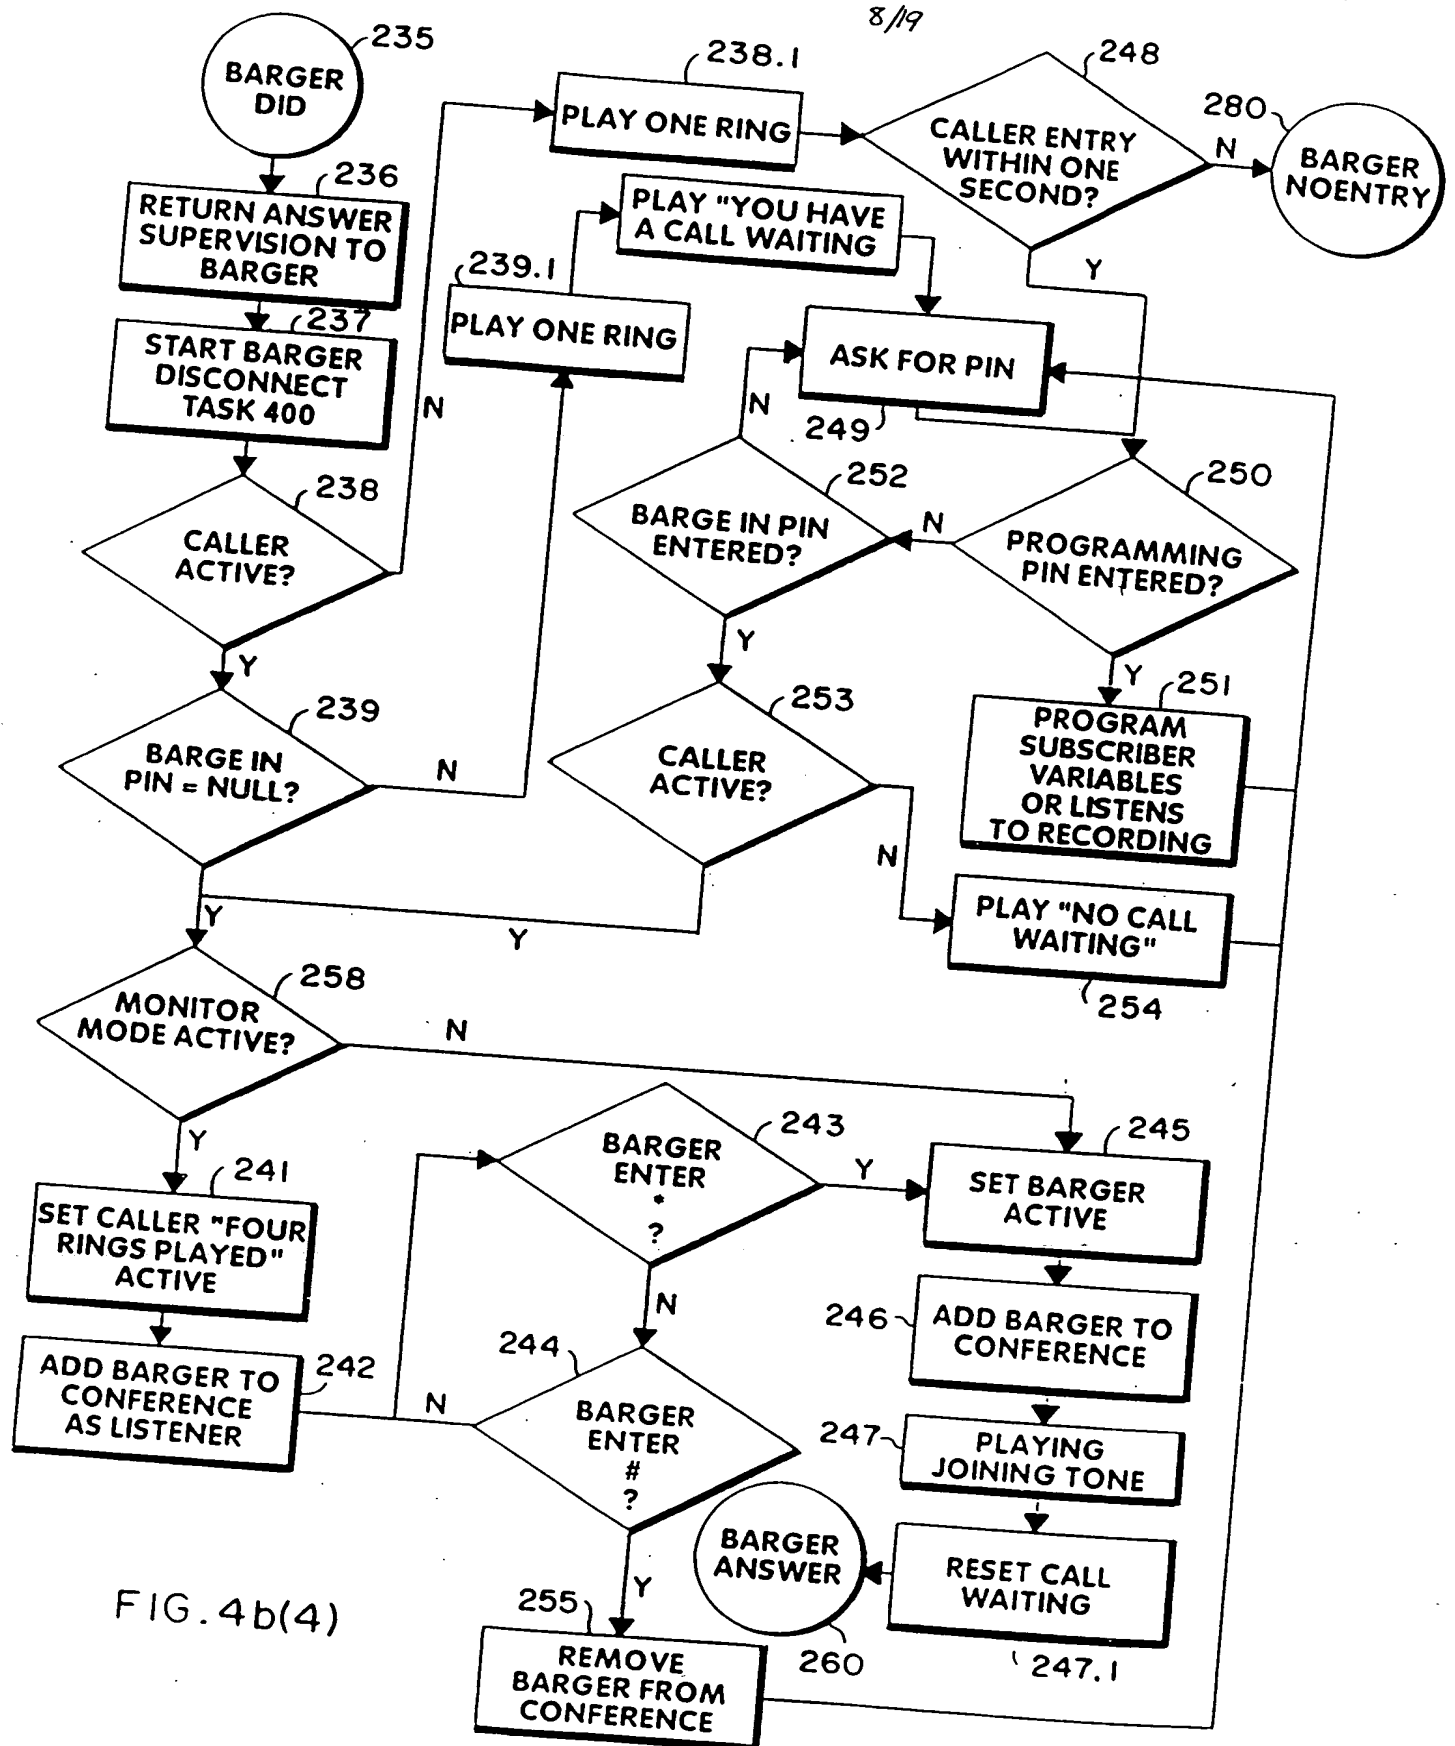 8/19
BARGER
DID
235
236
RETURN ANSWER
SUPERVISION TO
BARGER
237
START BARGER
DISCONNECT
TASK 400
238
CALLER
ACTIVE?
N
Y
239
BARGE IN
PIN = NULL?
N
Y
238.1
PLAY ONE RING
239.1
PLAY ONE RING
PLAY "YOU HAVE
A CALL WAITING
248
CALLER ENTRY
WITHIN ONE
SECOND?
N
Y
280
BARGER
NOENTRY
ASK FOR PIN
249
250
PROGRAMMING
PIN ENTERED?
N
Y
252
BARGE IN PIN
ENTERED?
N
Y
251
PROGRAM
SUBSCRIBER
VARIABLES
OR LISTENS
TO RECORDING
253
CALLER
ACTIVE?
N
Y
PLAY "NO CALL
WAITING"
254
258
MONITOR
MODE ACTIVE?
N
Y
241
SET CALLER "FOUR
RINGS PLAYED"
ACTIVE
242
ADD BARGER TO
CONFERENCE
AS LISTENER
243
BARGER
ENTER
*
?
Y
N
244
BARGER
ENTER
#
?
N
Y
245
SET BARGER
ACTIVE
246
ADD BARGER TO
CONFERENCE
247
PLAYING
JOINING TONE
RESET CALL
WAITING
247.1
BARGER
ANSWER
260
255
REMOVE
BARGER FROM
CONFERENCE
FIG.4b(4)